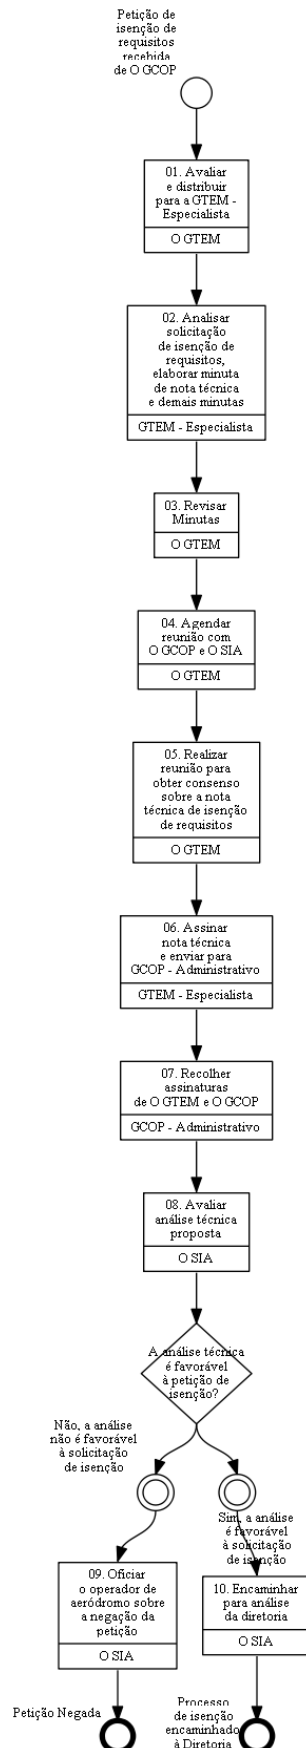 Petição de
isenção de
requisitos
recebida
de O GCOP
01. Avaliar
e distribuir
para a GTEM -
Especialista
O GTEM
02. Analisar
solicitação
de isenção de
requisitos,
elaborar minuta
de nota técnica
e demais minutas
GTEM - Especialista
03. Revisar
Minutas
O GTEM
04. Agendar
reunião com
O GCOP e O SIA
O GTEM
05. Realizar
reunião para
obter consenso
sobre a nota
técnica de isenção
de requisitos
O GTEM
06. Assinar
nota técnica
e enviar para
GCOP - Administrativo
GTEM - Especialista
07. Recolher
assinaturas
de O GTEM e O GCOP
GCOP - Administrativo
08. Avaliar
análise técnica
proposta
O SIA
A análise técnica
é favorável
à petição de
isenção?
Não, a análise
não é favorável
à solicitação
de isenção
Sim, a análise
é favorável
à solicitação
de isenção
09. Oficiar
o operador de
aeródromo sobre
a negação da
petição
O SIA
10. Encaminhar
para análise
da diretoria
O SIA
Petição Negada
Processo
de isenção
encaminhado
à Diretoria